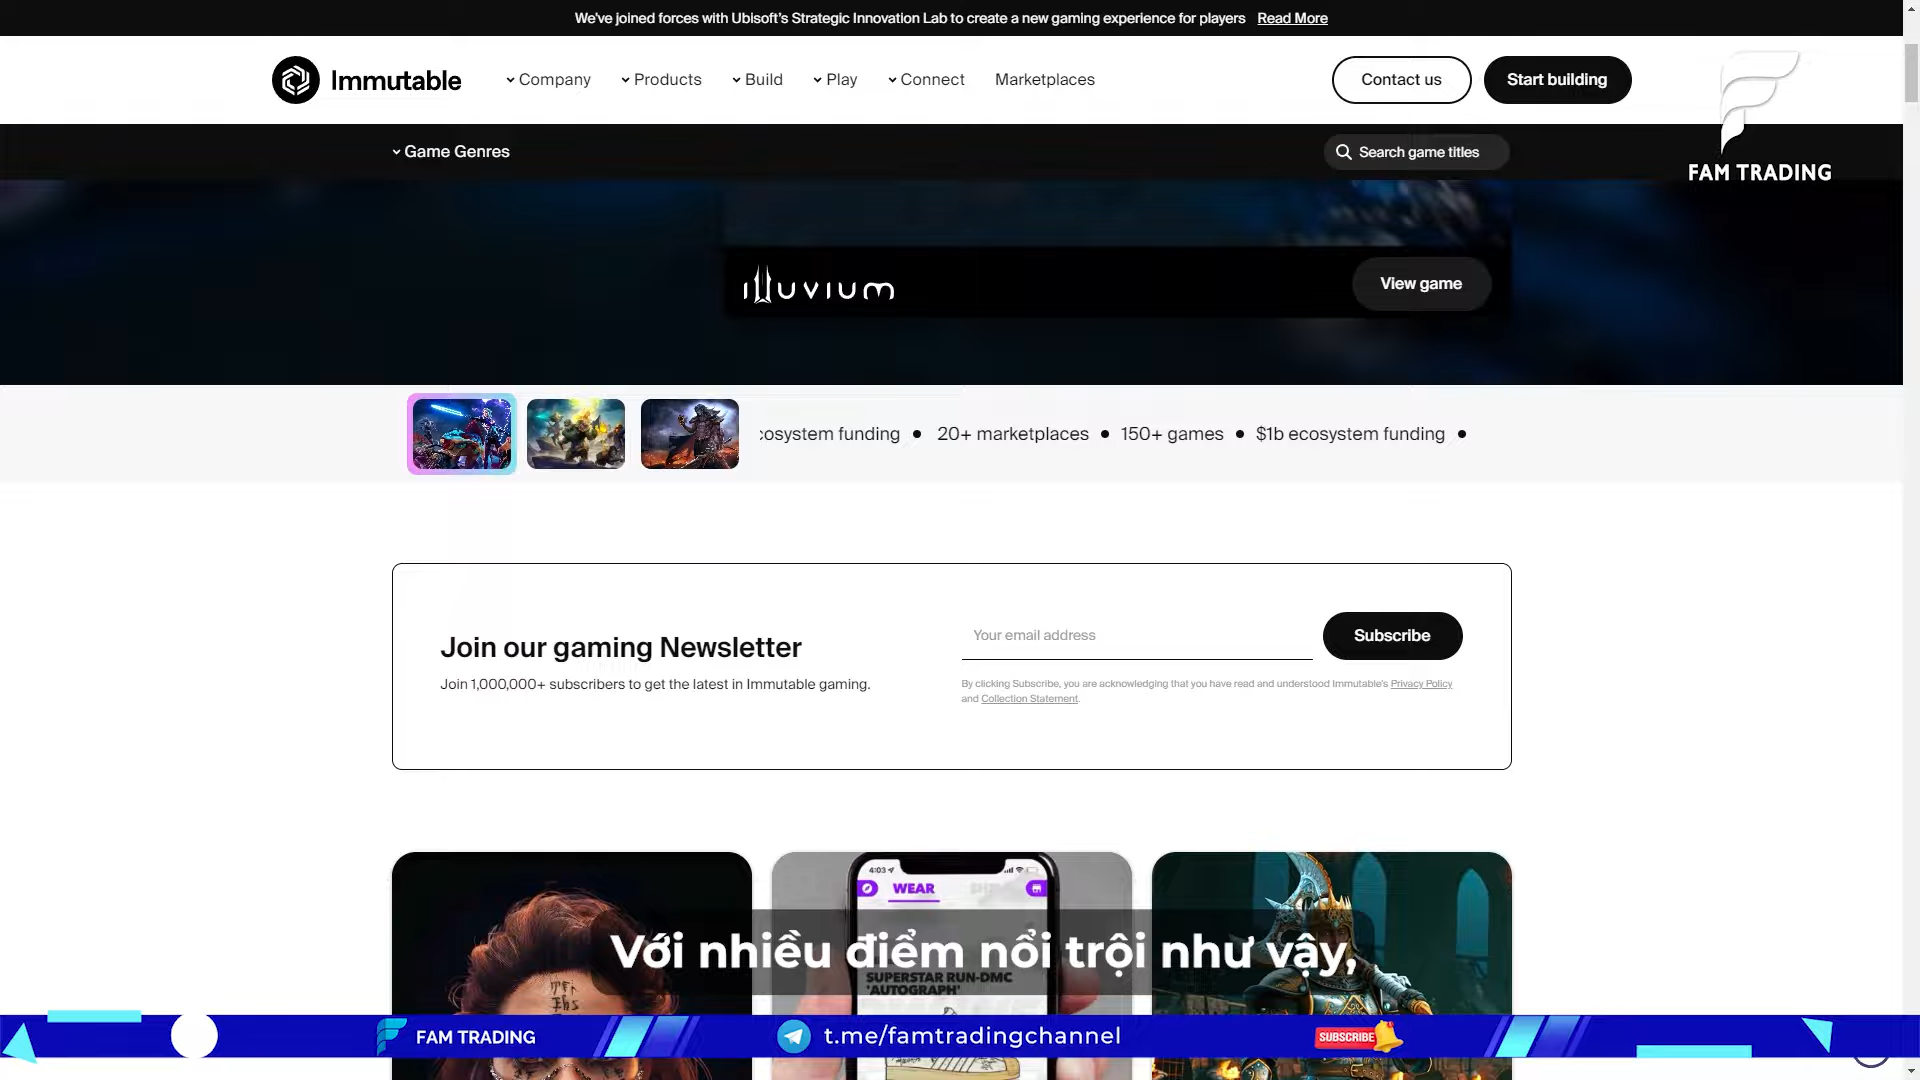 We've joined forces with Ubisoft's Strategic Innovation Lab to create a new gaming experience for players Read More
Immutable
Company
Products
Build
Play
Connect
Marketplaces
Contact us
Start building
FAM TRADING
Game Genres
Search game titles
illuvium
View game
cosystem funding • 20+ marketplaces • 150+ games • $1b ecosystem funding •
Join our gaming Newsletter
Join 1,000,000+ subscribers to get the latest in Immutable gaming.
Your email address
Subscribe
By clicking Subscribe, you are acknowledging that you have read and understood Immutable's Privacy Policy
and Collection Statement.
4:03
WEAR
Với nhiều điểm nổi trội như vậy,
SUPERSTAR RUN-DMC
'AUTOGRAPH'
FAM TRADING
t.me/famtradingchannel
SUBSCRIBE